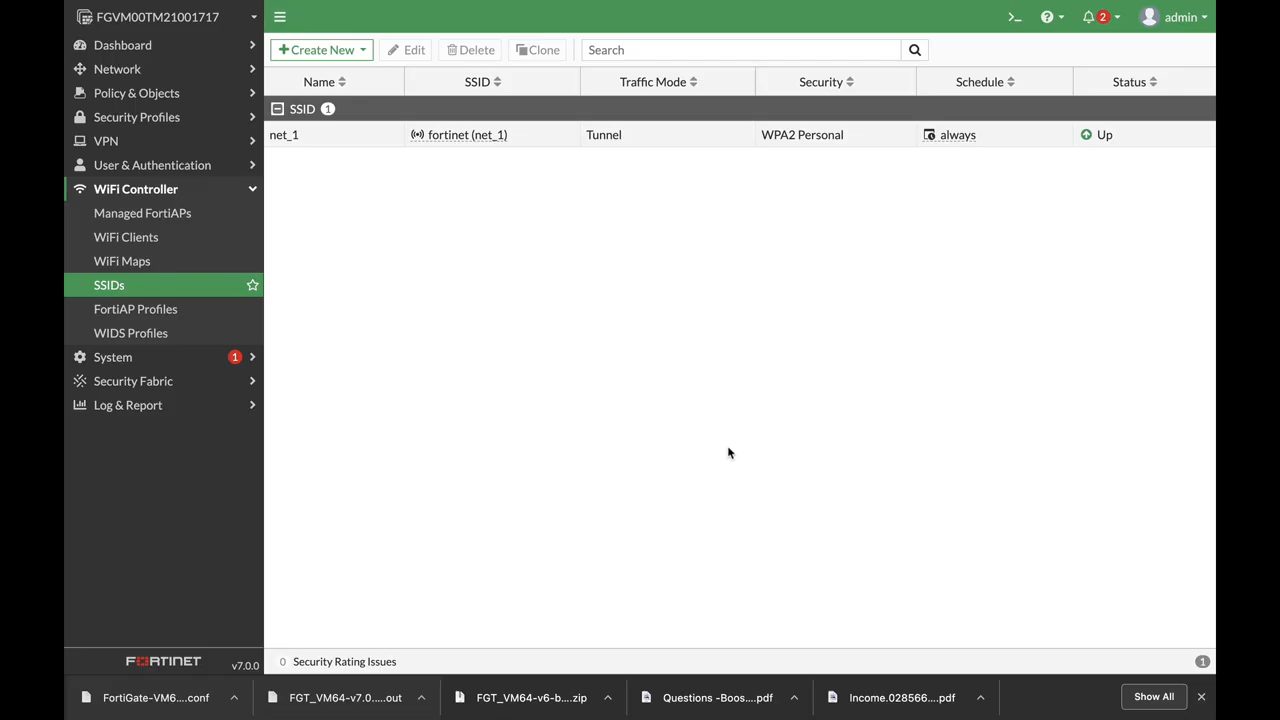 FGVM00TM21001717
2
admin
Dashboard
Network
Policy & Objects
Security Profiles
VPN
User & Authentication
WiFi Controller
Managed FortiAPs
WiFi Clients
WiFi Maps
SSIDs
FortiAP Profiles
WIDS Profiles
System 1
Security Fabric
Log & Report
FORTINET v7.0.0
Create New Edit Delete Clone Search
Name SSID Traffic Mode Security Schedule Status
SSID 1
net_1 fortinet (net_1) Tunnel WPA2 Personal always Up
0 Security Rating Issues 1
FortiGate-VM6....conf FGT_VM64-v7.0.....out FGT_VM64-v6-b....zip Questions -Boos....pdf Income.028566....pdf Show All